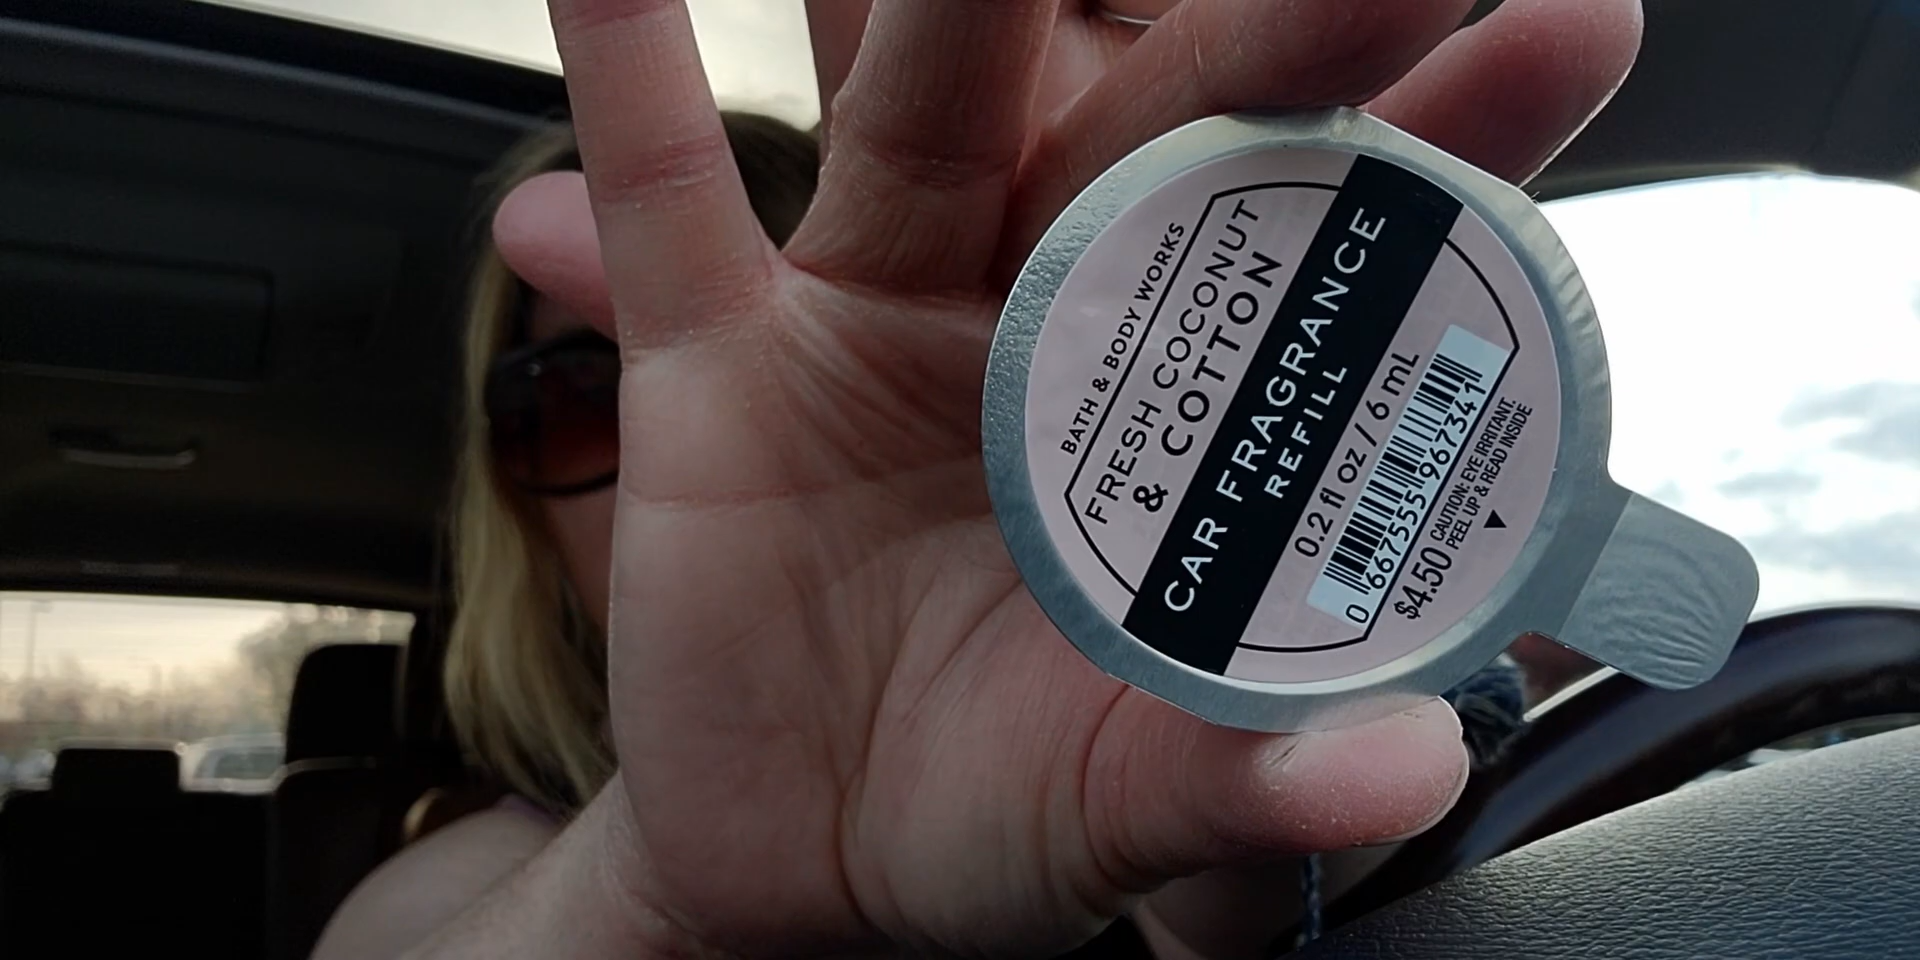 BATH & BODY WORKS
FRESH COCONUT
& COTTON
CAR FRAGRANCE
REFILL
0.2 fl oz / 6 mL
0 667555 967341
$4.50
CAUTION: EYE IRRITANT.
PEEL UP & READ INSIDE